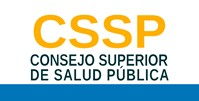 CSSP
CONSEJO SUPERIOR
DE SALUD PÚBLICA